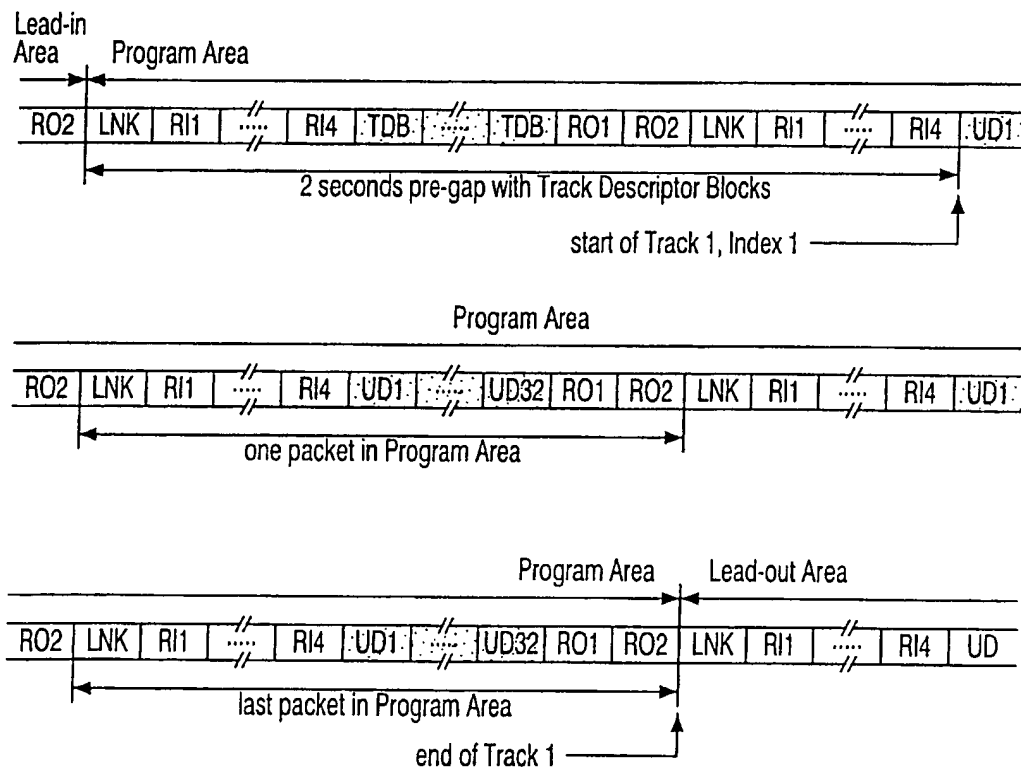 Lead-in
Area Program Area
RO2 LNK RI1 ..... RI4 TDB ..... TDB RO1 RO2 LNK RI1 ..... RI4 UD1
2 seconds pre-gap with Track Descriptor Blocks
start of Track 1, Index 1
Program Area
RO2 LNK RI1 ..... RI4 UD1 ..... UD32 RO1 RO2 LNK RI1 ..... RI4 UD1
one packet in Program Area
Program Area Lead-out Area
RO2 LNK RI1 ..... RI4 UD1 ..... UD32 RO1 RO2 LNK RI1 ..... RI4 UD
last packet in Program Area
end of Track 1